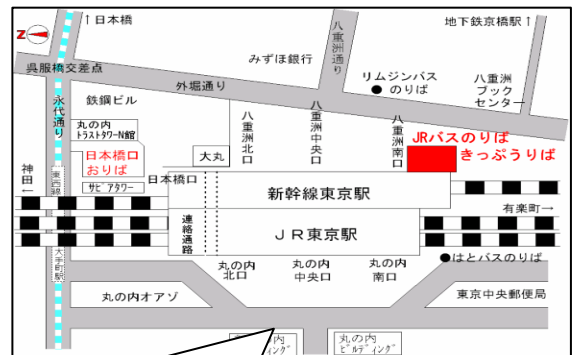 ↑日本橋
地下鉄京橋駅↑
Z
八重洲通り
みずほ銀行
呉服橋交差点
外堀通り
リムジンバス
のりば
八重洲
ブック
センター
永代通り
鉄鋼ビル
丸の内
トラストタワーN館
日本橋口
おりば
サピアタワー
八重洲北口
八重洲中央口
八重洲南口
JRバスのりば
きっぷうりば
大丸
日本橋口
神田←
新幹線東京駅
有楽町→
東西線
大手町駅
連絡通路
JR東京駅
はとバスのりば
丸の内
北口
丸の内
中央口
丸の内
南口
丸の内オアゾ
東京中央郵便局
丸の内
ビルディング